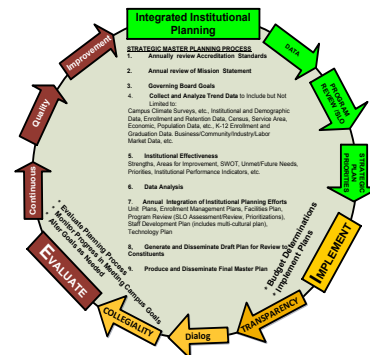 Integrated Institutional
Planning
DATA
PROGRAM
REVIEW /SLO
STRATEGIC
PLAN
PRIORITIES
IMPLEMENT
* Budget Determinations
* Implement Plans
TRANSPARENCY
Dialog
COLLEGIALITY
EVALUATE
* Evaluate Planning Process
* Monitor Progress in Meeting Campus Goals
* Alter Goals as Needed
Continuous
Quality
Improvement
STRATEGIC MASTER PLANNING PROCESS
1. Annually review Accreditation Standards
2. Annual review of Mission Statement
3. Governing Board Goals
4. Collect and Analyze Trend Data to Include but Not
Limited to:
Campus Climate Surveys, etc., Institutional and Demographic
Data, Enrollment and Retention Data, Census, Service Area,
Economic, Population Data, etc., K-12 Enrollment and
Graduation Data. Business/Community/Industry/Labor
Market Data, etc.
5. Institutional Effectiveness
Strengths, Areas for Improvement, SWOT, Unmet/Future Needs,
Priorities, Institutional Performance Indicators, etc.
6. Data Analysis
7. Annual Integration of Institutional Planning Efforts
Unit Plans, Enrollment Management Plans, Facilities Plan,
Program Review (SLO Assessment/Review, Prioritizations),
Staff Development Plan (includes multi-cultural plan),
Technology Plan
8. Generate and Disseminate Draft Plan for Review to
Constituents
9. Produce and Disseminate Final Master Plan